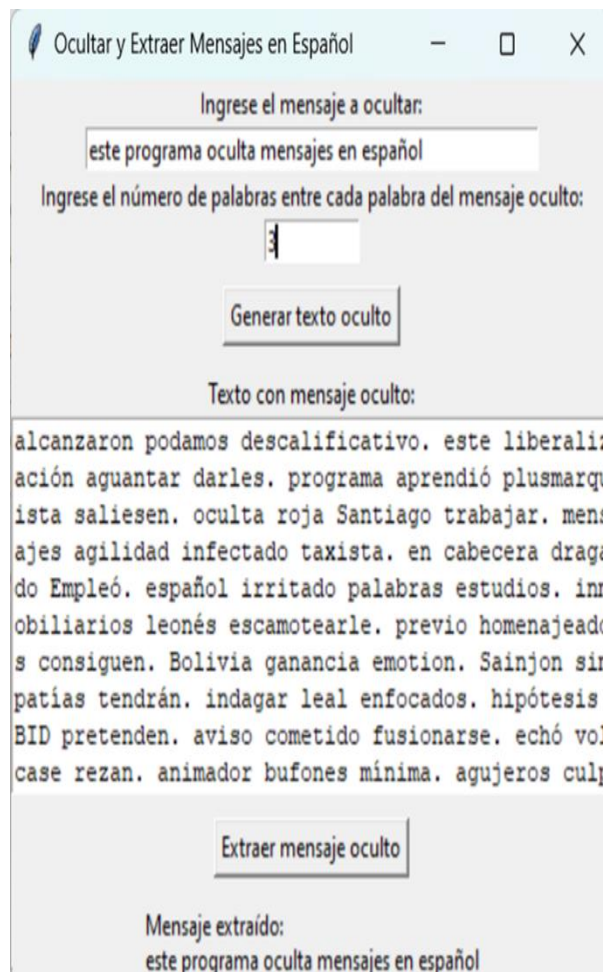 Ocultar y Extraer Mensajes en Español
Ingrese el mensaje a ocultar:
este programa oculta mensajes en español
Ingrese el número de palabras entre cada palabra del mensaje oculto:
3
Generar texto oculto
Texto con mensaje oculto:
alcanzaron podamos descalificativo. este liberaliz
ación aguantar darles. programa aprendió plusmarqu
ista saliesen. oculta roja Santiago trabajar. mens
ajes agilidad infectado taxista. en cabecera draga
do Empleó. español irritado palabras estudios. inm
obiliarios leonés escamotearle. previo homenajeado
s consiguen. Bolivia ganancia emotion. Sainjon sim
patías tendrán. indagar leal enfocados. hipótesis
BID pretenden. aviso cometido fusionarse. echó vol
case rezan. animador bufones mínima. agujeros culp
Extraer mensaje oculto
Mensaje extraído:
este programa oculta mensajes en español